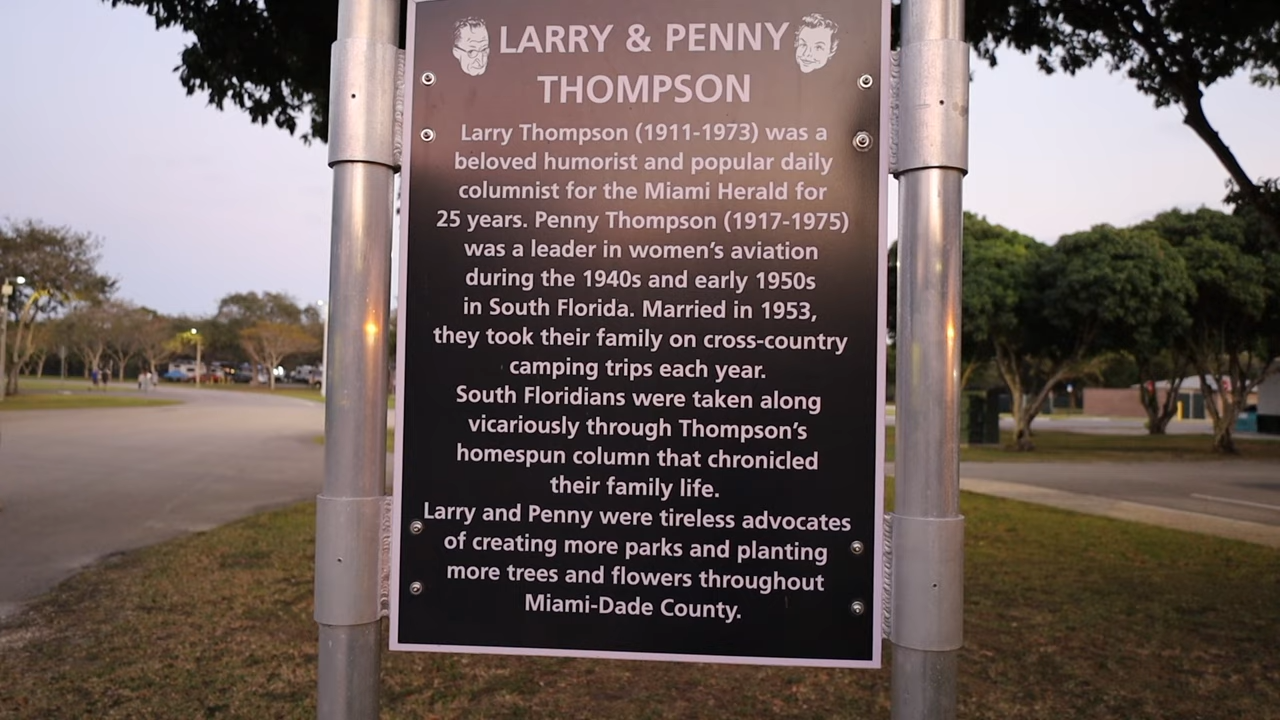 LARRY & PENNY
THOMPSON
Larry Thompson (1911-1973) was a
beloved humorist and popular daily
columnist for the Miami Herald for
25 years. Penny Thompson (1917-1975)
was a leader in women's aviation
during the 1940s and early 1950s
in South Florida. Married in 1953,
they took their family on cross-country
camping trips each year.
South Floridians were taken along
vicariously through Thompson's
homespun column that chronicled
their family life.
Larry and Penny were tireless advocates
of creating more parks and planting
more trees and flowers throughout
Miami-Dade County.